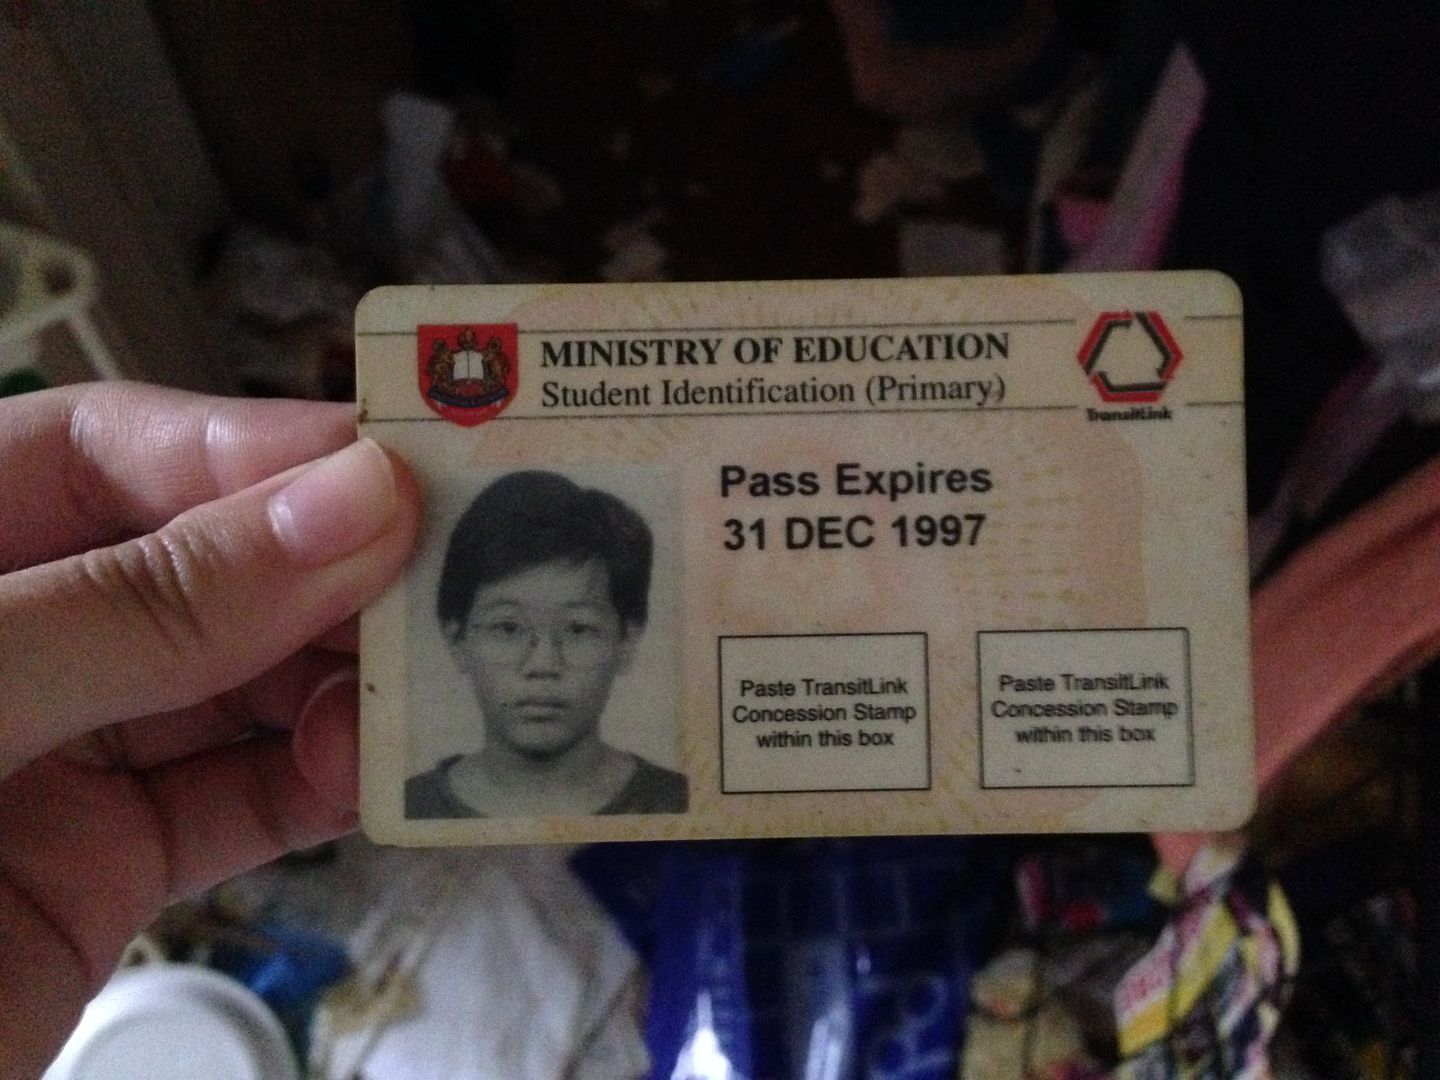 MINISTRY OF EDUCATION
Student Identification (Primary)
TransitLink
Pass Expires
31 DEC 1997
Paste TransitLink
Concession Stamp
within this box
Paste TransitLink
Concession Stamp
within this box